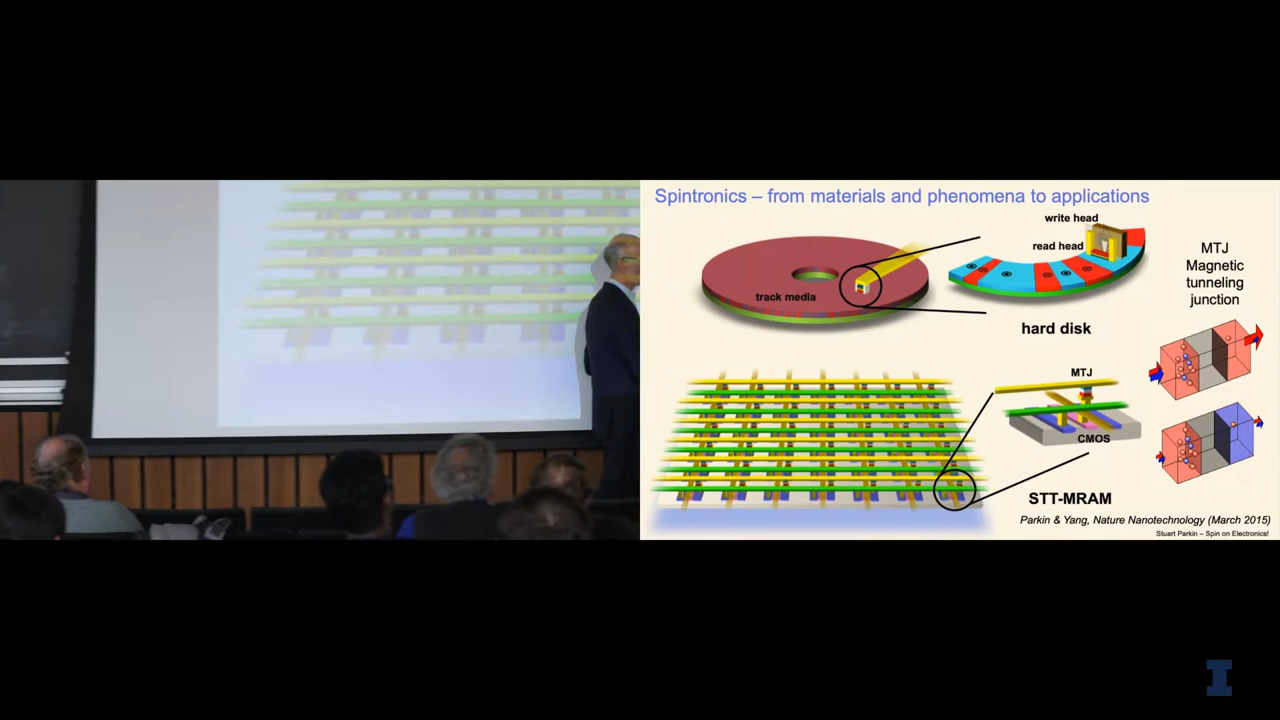 Spintronics – from materials and phenomena to applications
write head
read head
track media
hard disk
MTJ
Magnetic
tunneling
junction
MTJ
CMOS
STT-MRAM
Parkin & Yang, Nature Nanotechnology (March 2015)
Stuart Parkin – Spin on Electronics!
I